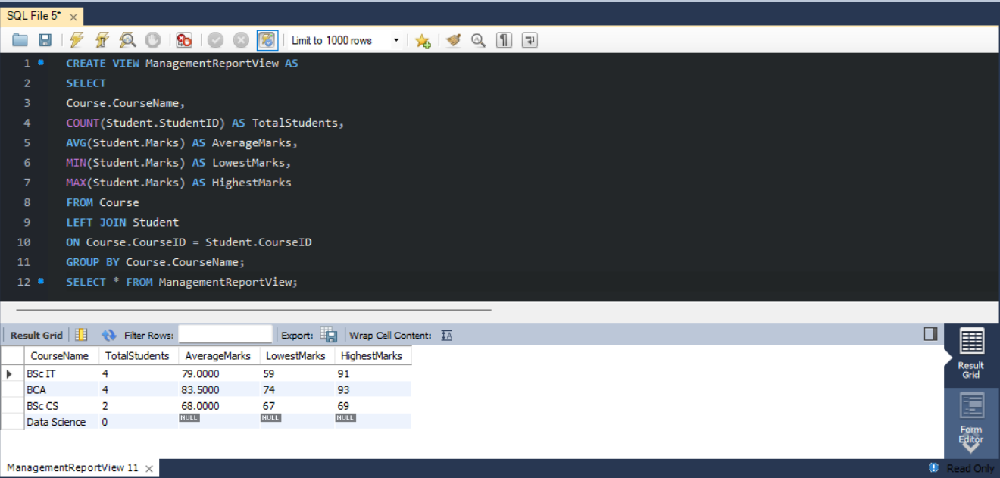 SQL File 5*
Limit to 1000 rows
1 CREATE VIEW ManagementReportView AS
2 SELECT
3 Course.CourseName,
4 COUNT(Student.StudentID) AS TotalStudents,
5 AVG(Student.Marks) AS AverageMarks,
6 MIN(Student.Marks) AS LowestMarks,
7 MAX(Student.Marks) AS HighestMarks
8 FROM Course
9 LEFT JOIN Student
10 ON Course.CourseID = Student.CourseID
11 GROUP BY Course.CourseName;
12 SELECT * FROM ManagementReportView;
Result Grid Filter Rows: Export: Wrap Cell Content:
CourseName TotalStudents AverageMarks LowestMarks HighestMarks
BSc IT 4 79.0000 59 91
BCA 4 83.5000 74 93
BSc CS 2 68.0000 67 69
Data Science 0 NULL NULL NULL
Result
Grid
Form
Editor
ManagementReportView 11
Read Only